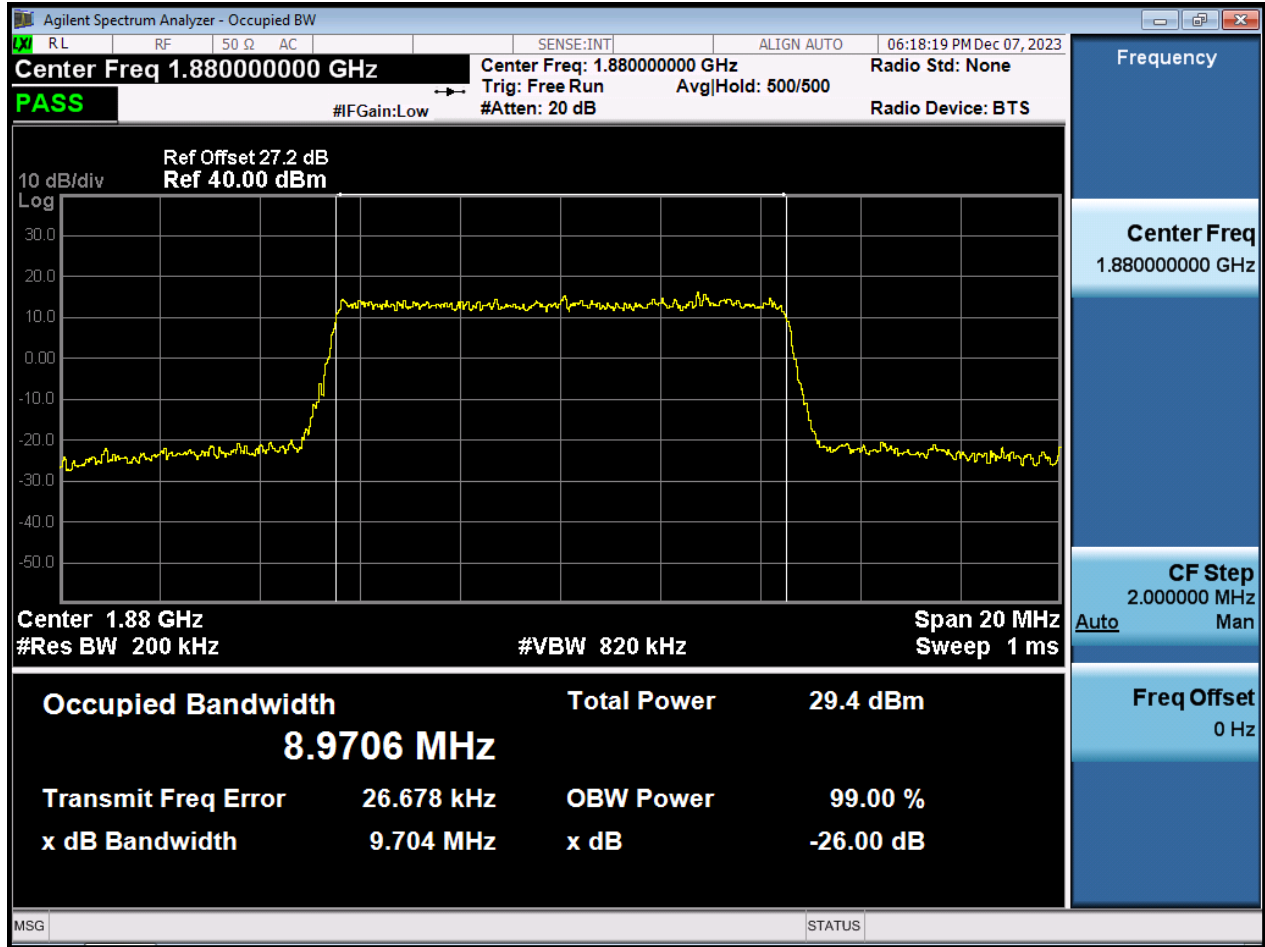 Agilent Spectrum Analyzer - Occupied BW
LXI RL RF 50 Ω AC SENSE:INT ALIGN AUTO 06:18:19 PM Dec 07, 2023
Center Freq 1.880000000 GHz
Center Freq: 1.880000000 GHz
Radio Std: None
Trig: Free Run Avg|Hold: 500/500
PASS
#IFGain:Low
#Atten: 20 dB
Radio Device: BTS
Ref Offset 27.2 dB
10 dB/div Ref 40.00 dBm
Log
30.0
20.0
10.0
0.00
-10.0
-20.0
-30.0
-40.0
-50.0
Center 1.88 GHz Span 20 MHz
#Res BW 200 kHz #VBW 820 kHz Sweep 1 ms
Occupied Bandwidth Total Power 29.4 dBm
8.9706 MHz
Transmit Freq Error 26.678 kHz OBW Power 99.00 %
x dB Bandwidth 9.704 MHz x dB -26.00 dB
MSG STATUS
Frequency
Center Freq
1.880000000 GHz
CF Step
2.000000 MHz
Auto Man
Freq Offset
0 Hz